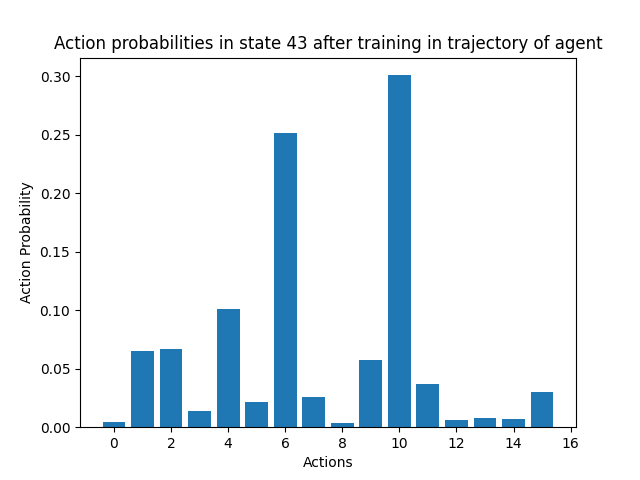 Action probabilities in state 43 after training in trajectory of agent
0.30
0.25
0.20
0.15
0.10
0.05
0.00
Action Probability
0 2 4 6 8 10 12 14 16
Actions